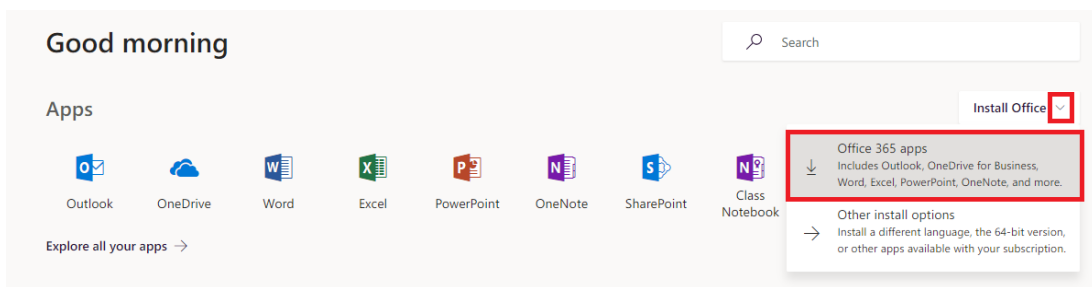 Good morning
Search
Apps
Install Office
Office 365 apps
Includes Outlook, OneDrive for Business,
Word, Excel, PowerPoint, OneNote, and more.
Outlook
OneDrive
Word
Excel
PowerPoint
OneNote
SharePoint
Class
Notebook
Other install options
Install a different language, the 64-bit version,
or other apps available with your subscription.
Explore all your apps